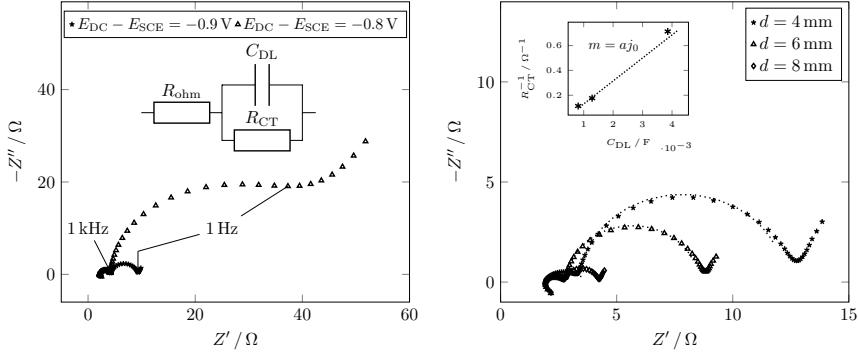 E_DC − E_SCE = −0.9 V
E_DC − E_SCE = −0.8 V
C_DL
R_ohm
R_CT
1 kHz
1 Hz
−Z″ / Ω
0
20
40
0
20
40
60
Z′ / Ω
d = 4 mm
d = 6 mm
d = 8 mm
m = aj₀
R_CT^−1 / Ω^−1
0.2
0.4
0.6
1
2
3
4
C_DL / F
·10^−3
−Z″ / Ω
0
5
10
0
5
10
15
Z′ / Ω